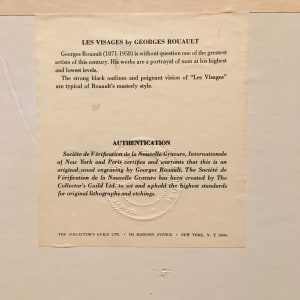 LES VISAGES by GEORGES ROUAULT
Georges Rouault (1871-1958) is without question one of the greatest
artists of this century. His works are a portrayal of man at his highest
and lowest levels.
The strong black outlines and poignant vision of "Les Visages"
are typical of Rouault's masterly style.
AUTHENTICATION
Société de Vérification de la Nouvelle Gravure, Internationale
of New York and Paris certifies and warrants that this is an
original wood engraving by Georges Rouault. The Société de
Vérification de la Nouvelle Gravure has been created by The
Collector's Guild Ltd. to set and uphold the highest standards
for original lithographs and etchings.
THE COLLECTOR'S GUILD LTD. • MADISON AVENUE • NEW YORK, N. Y.